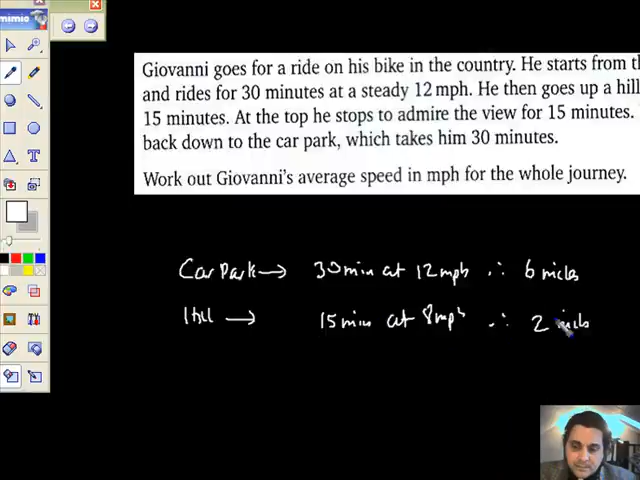 mimio
Giovanni goes for a ride on his bike in the country. He starts from th
and rides for 30 minutes at a steady 12 mph. He then goes up a hill
15 minutes. At the top he stops to admire the view for 15 minutes.
back down to the car park, which takes him 30 minutes.
Work out Giovanni's average speed in mph for the whole journey.
Car Park → 30 min at 12 mph ∴ 6 miles
Hill → 15 min at 8 mph ∴ 2 miles